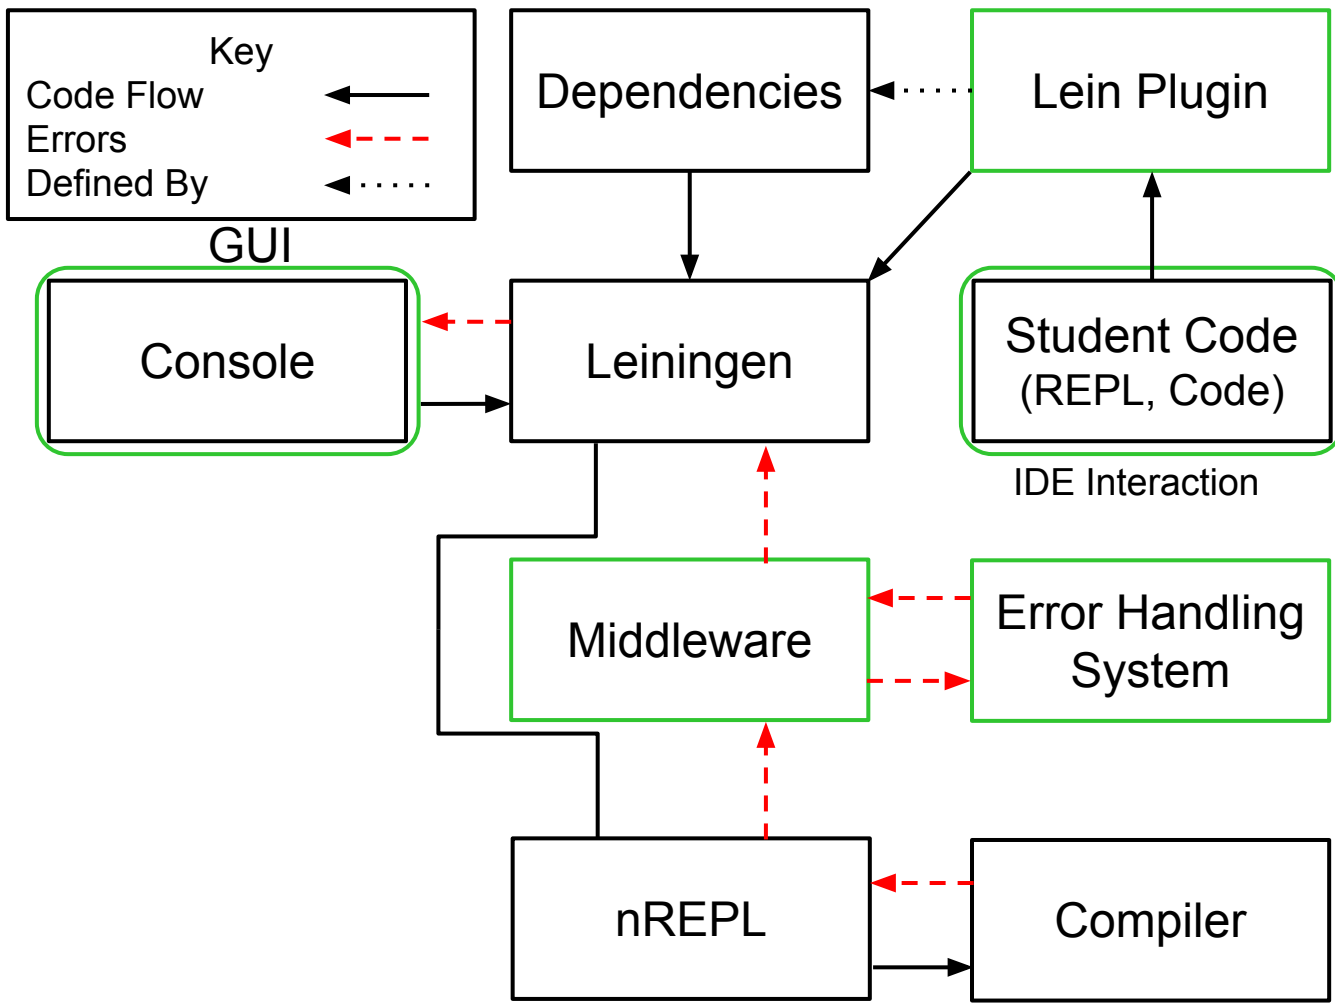 Key
Code Flow
Errors
Defined By
Dependencies
Lein Plugin
GUI
Console
Leiningen
Student Code
(REPL, Code)
IDE Interaction
Middleware
Error Handling
System
nREPL
Compiler